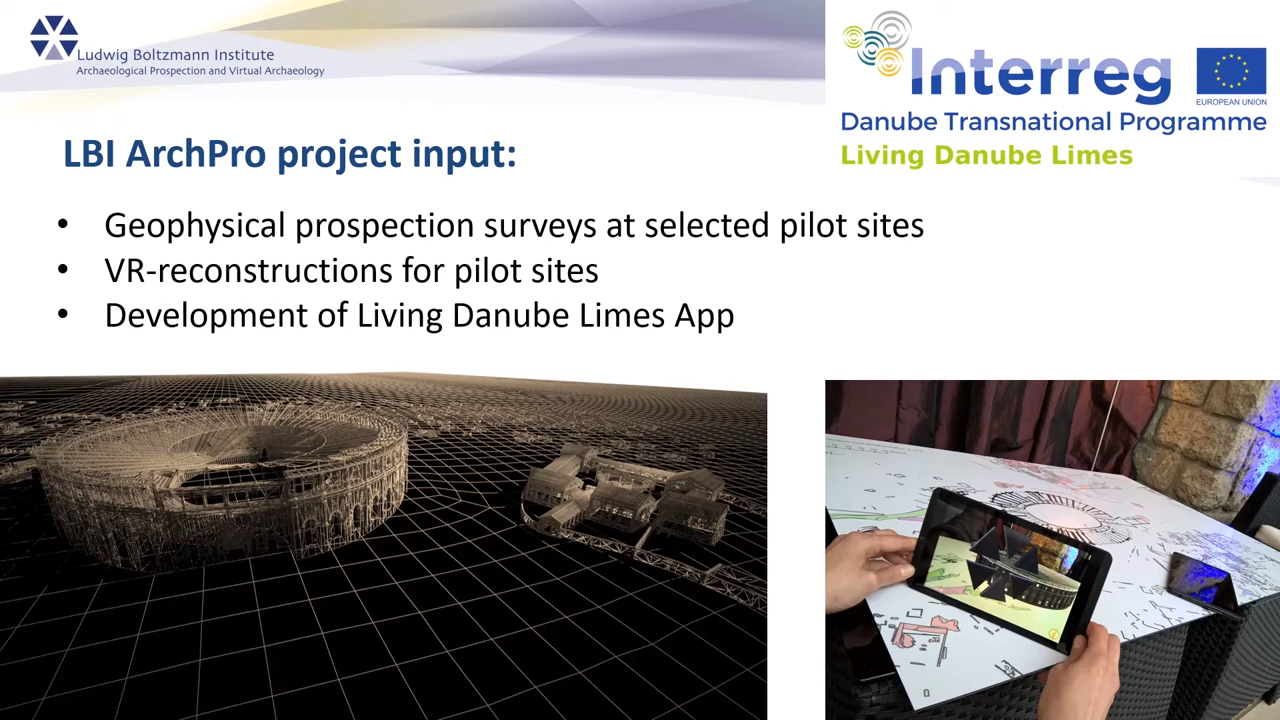 Ludwig Boltzmann Institute
Archaeological Prospection and Virtual Archaeology
Interreg
EUROPEAN UNION
Danube Transnational Programme
Living Danube Limes
LBI ArchPro project input:
• Geophysical prospection surveys at selected pilot sites
• VR-reconstructions for pilot sites
• Development of Living Danube Limes App